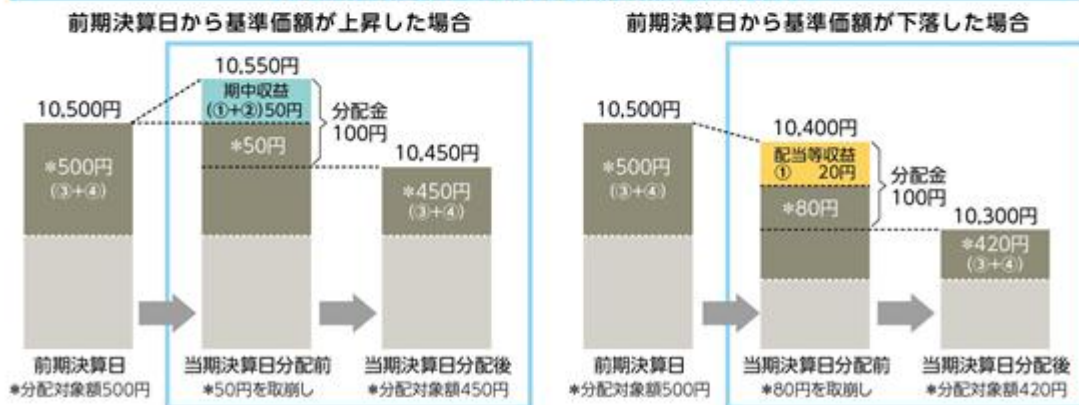 前期決算日から基準価額が上昇した場合
10,550円
期中収益
(①+②)50円
10,500円
分配金
100円
*50円
10,450円
*500円
(③+④)
*450円
(③+④)
前期決算日
*分配対象額500円
当期決算日分配前
*50円を取崩し
当期決算日分配後
*分配対象額450円
前期決算日から基準価額が下落した場合
10,500円
10,400円
配当等収益
① 20円
分配金
100円
*500円
(③+④)
*80円
10,300円
*420円
(③+④)
前期決算日
*分配対象額500円
当期決算日分配前
*80円を取崩し
当期決算日分配後
*分配対象額420円